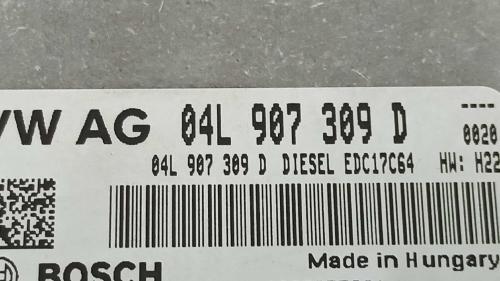 VW AG 04L 907 309 D ----
04L 907 309 D DIESEL EDC17C64 0020
HW: H22
BOSCH Made in Hungary